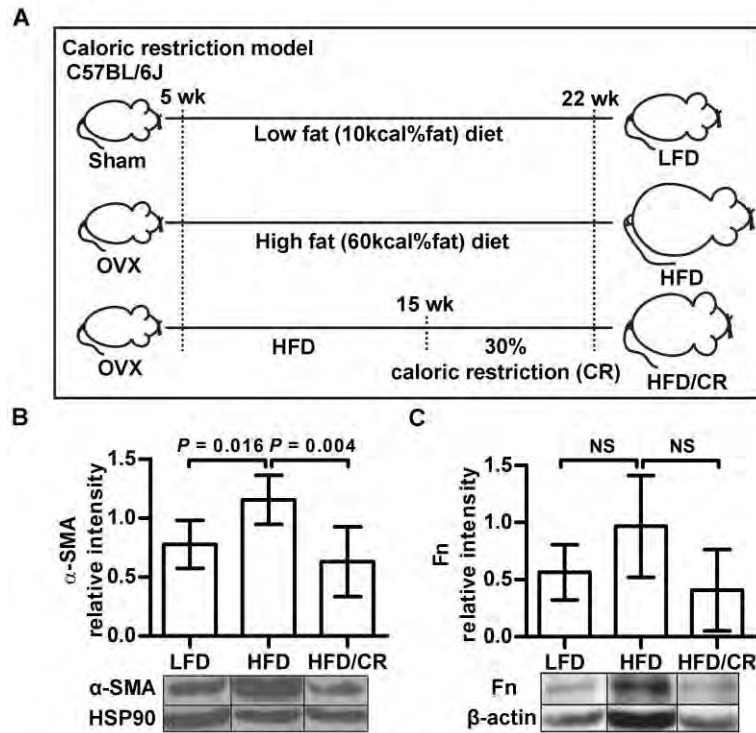 A
Caloric restriction model
C57BL/6J
5 wk
22 wk
Low fat (10kcal%fat) diet
Sham
LFD
High fat (60kcal%fat) diet
OVX
HFD
15 wk
HFD
30%
caloric restriction (CR)
OVX
HFD/CR
B
P = 0.016 P = 0.004
α-SMA
relative intensity
1.5
1.0
0.5
0.0
LFD HFD HFD/CR
α-SMA
HSP90
C
NS NS
Fn
relative intensity
1.5
1.0
0.5
0.0
LFD HFD HFD/CR
Fn
β-actin